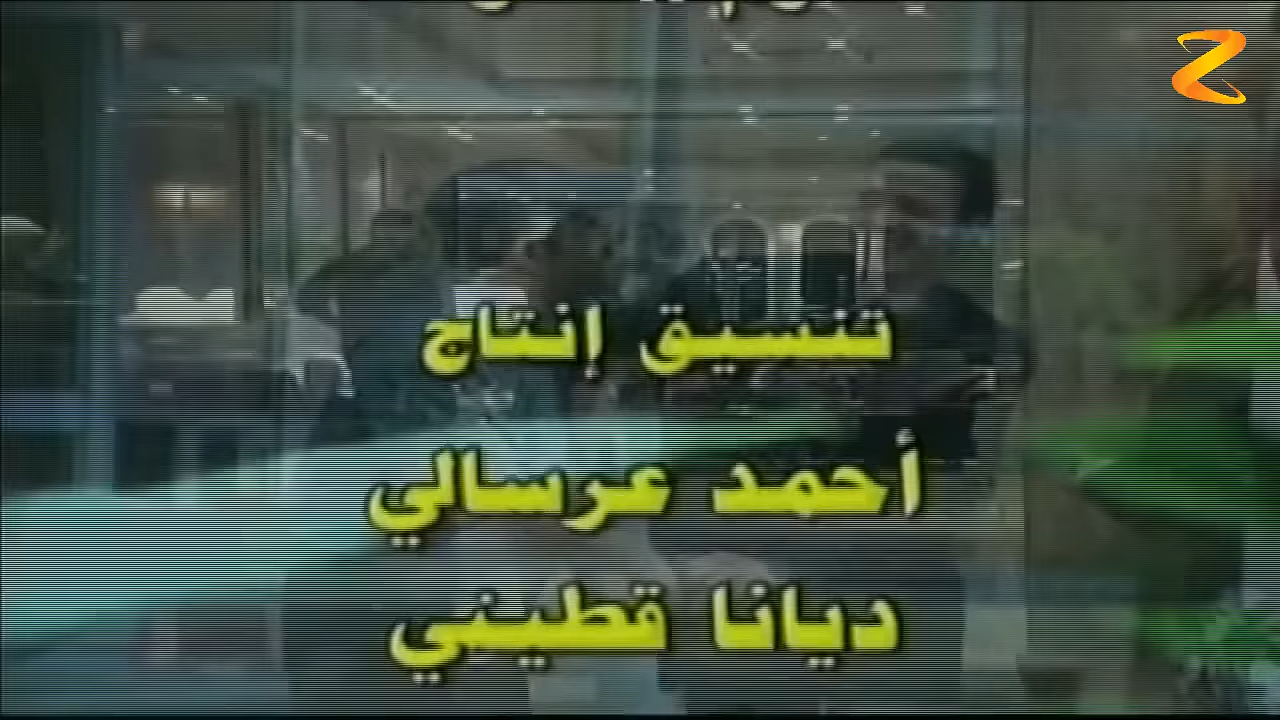 تنسيق إنتاج
أحمد عرسالي
ديانا قطيني